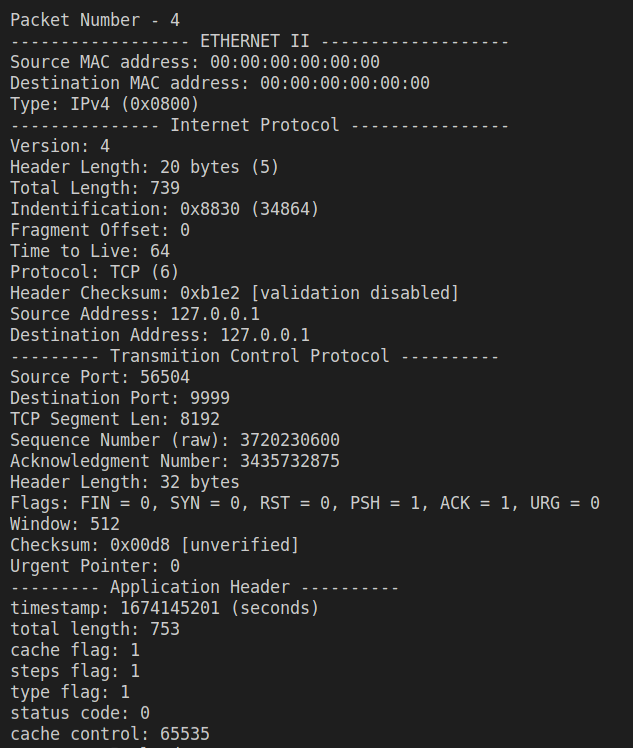 Packet Number - 4
------------------ ETHERNET II -------------------
Source MAC address: 00:00:00:00:00:00
Destination MAC address: 00:00:00:00:00:00
Type: IPv4 (0x0800)
--------------- Internet Protocol ----------------
Version: 4
Header Length: 20 bytes (5)
Total Length: 739
Indentification: 0x8830 (34864)
Fragment Offset: 0
Time to Live: 64
Protocol: TCP (6)
Header Checksum: 0xb1e2 [validation disabled]
Source Address: 127.0.0.1
Destination Address: 127.0.0.1
--------- Transmition Control Protocol ----------
Source Port: 56504
Destination Port: 9999
TCP Segment Len: 8192
Sequence Number (raw): 3720230600
Acknowledgment Number: 3435732875
Header Length: 32 bytes
Flags: FIN = 0, SYN = 0, RST = 0, PSH = 1, ACK = 1, URG = 0
Window: 512
Checksum: 0x00d8 [unverified]
Urgent Pointer: 0
--------- Application Header ----------
timestamp: 1674145201 (seconds)
total length: 753
cache flag: 1
steps flag: 1
type flag: 1
status code: 0
cache control: 65535